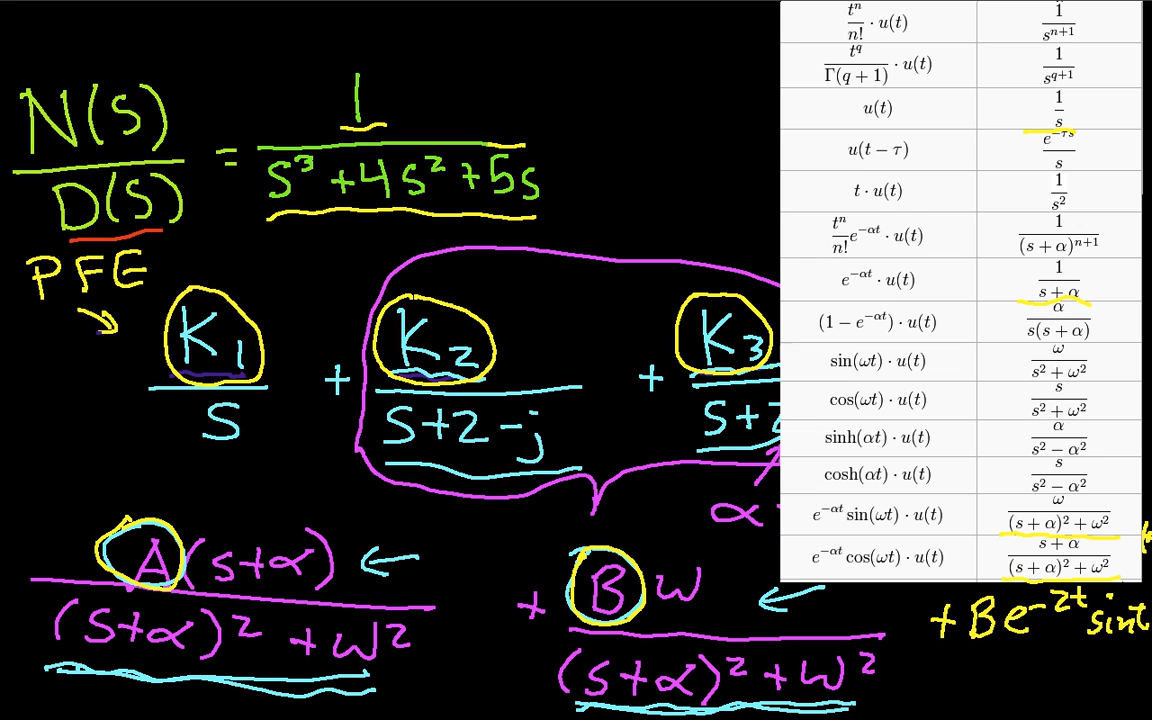 N(s)/D(s) = 1/(s³ + 4s² + 5s)
PFE
K₁/s + K₂/(s+2-j) + K₃/(s+2
α
A(s+α)/((s+α)² + ω²) + Bω/((s+α)² + ω²)
+ Be^(-2t) sint
tⁿ/n! · u(t) 1/sⁿ⁺¹
t^q/Γ(q + 1) · u(t) 1/s^(q+1)
u(t) 1/s
u(t − τ) e^(−τs)/s
t · u(t) 1/s²
tⁿ/n! e^(−αt) · u(t) 1/(s + α)ⁿ⁺¹
e^(−αt) · u(t) 1/(s + α)
(1 − e^(−αt)) · u(t) α/(s(s + α))
sin(ωt) · u(t) ω/(s² + ω²)
cos(ωt) · u(t) s/(s² + ω²)
sinh(αt) · u(t) α/(s² − α²)
cosh(αt) · u(t) s/(s² − α²)
e^(−αt) sin(ωt) · u(t) ω/((s + α)² + ω²)
e^(−αt) cos(ωt) · u(t) (s + α)/((s + α)² + ω²)